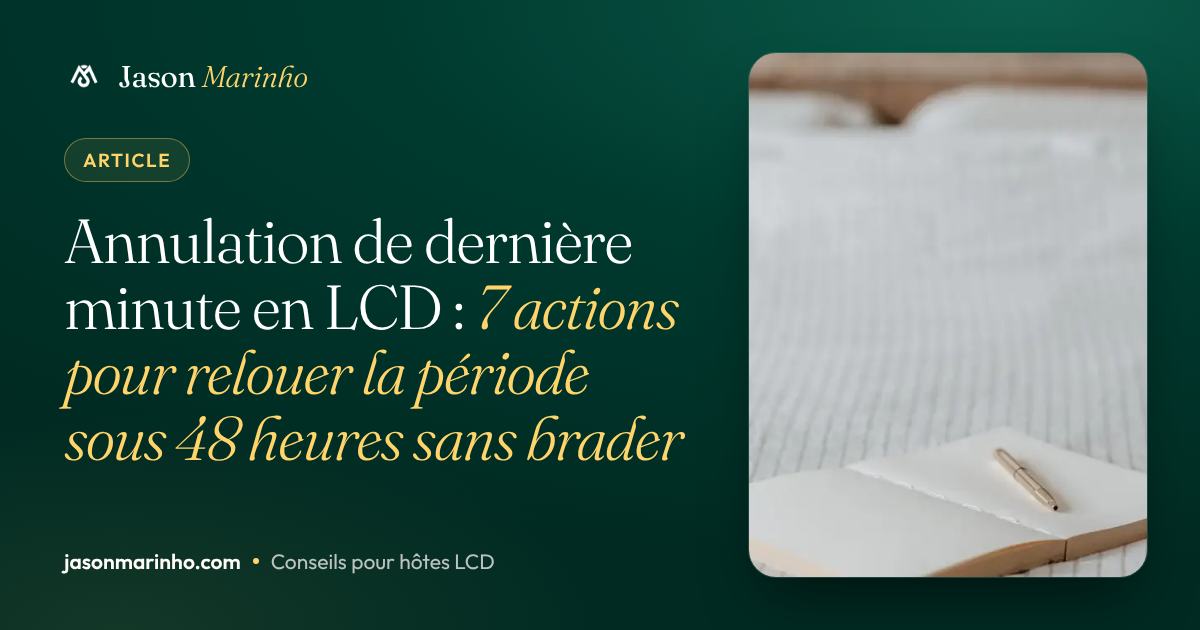 Jason Marinho
ARTICLE
Annulation de dernière
minute en LCD : 7 actions
pour relouer la période
sous 48 heures sans brader
jasonmarinho.com • Conseils pour hôtes LCD